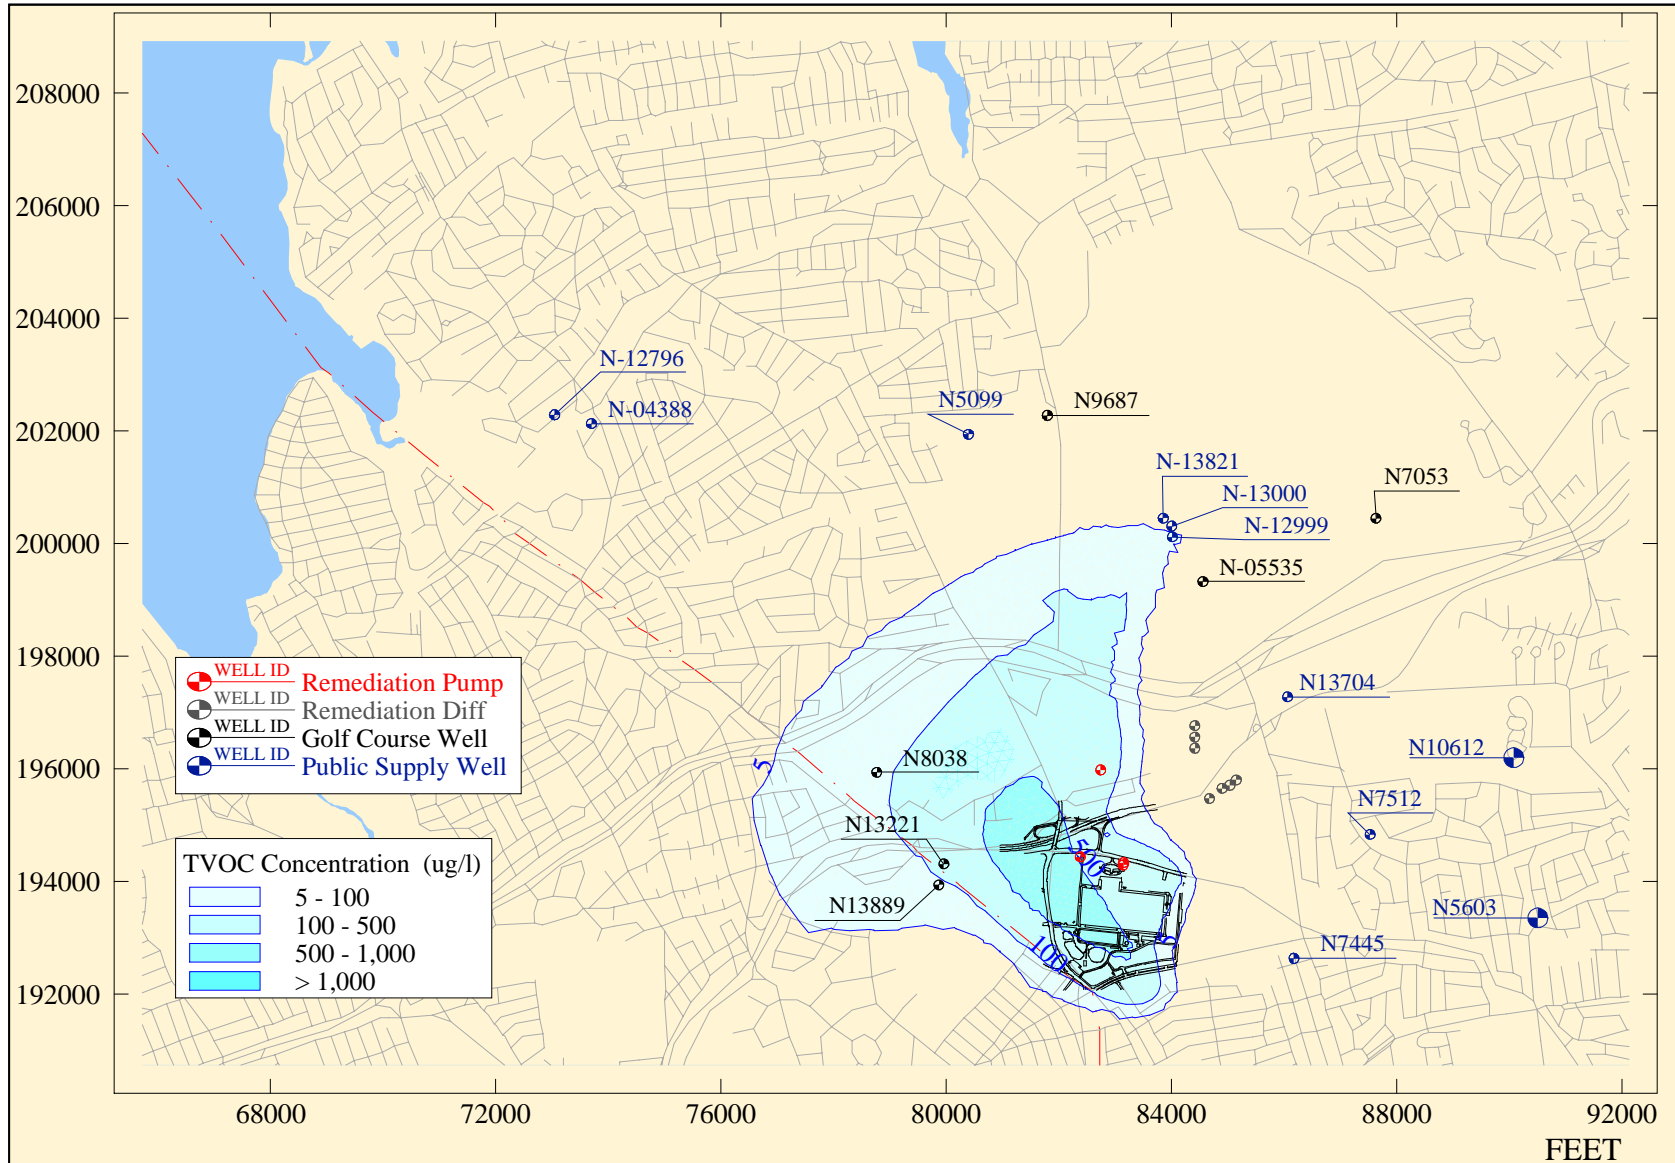 208000
206000
204000
202000
200000
198000
196000
194000
192000
N-12796
N-04388
N5099
N9687
N-13821
N-13000
N-12999
N7053
N-05535
N13704
N10612
N7512
N5603
N7445
N8038
N13221
N13889
5
500
100
5
WELL ID Remediation Pump
WELL ID Remediation Diff
WELL ID Golf Course Well
WELL ID Public Supply Well
TVOC Concentration (ug/l)
5 - 100
100 - 500
500 - 1,000
> 1,000
68000 72000 76000 80000 84000 88000 92000
FEET